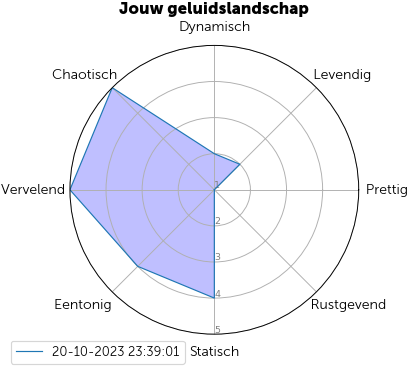 Jouw geluidslandschap
Dynamisch
Chaotisch
Levendig
Vervelend
1
Prettig
2
3
4
Eentonig
Rustgevend
5
20-10-2023 23:39:01
Statisch